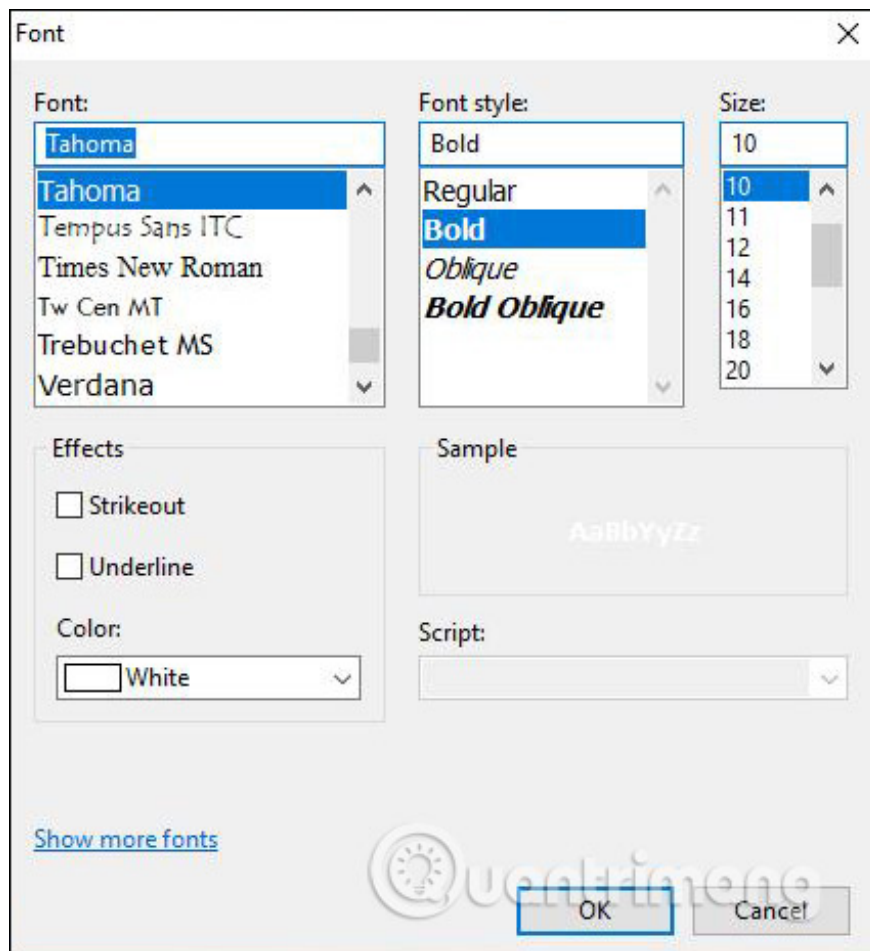 Font
Font:
Tahoma
Tahoma
Tempus Sans ITC
Times New Roman
Tw Cen MT
Trebuchet MS
Verdana
Font style:
Bold
Regular
Bold
Oblique
Bold Oblique
Size:
10
10
11
12
14
16
18
20
Effects
Strikeout
Underline
Color:
White
Sample
AaBbYyZz
Script:
Show more fonts
Quantrimang
OK
Cancel